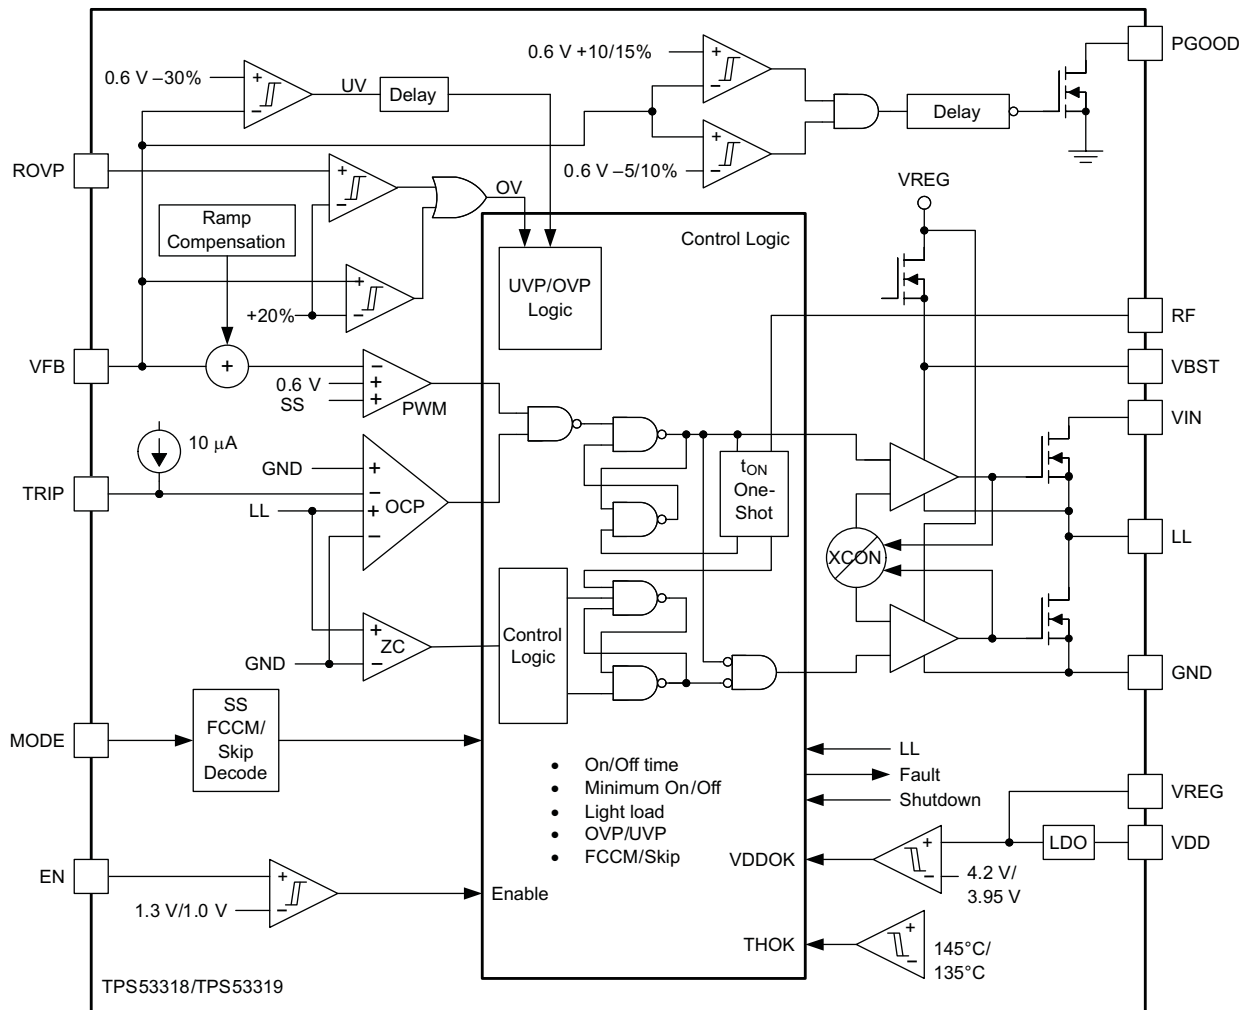 PGOOD
0.6 V +10/15%
0.6 V –30%
+
−
UV
Delay
+
−
Delay
+
−
0.6 V –5/10%
ROVP
+
−
OV
VREG
Ramp
Compensation
Control Logic
UVP/OVP
Logic
+
−
+20%
RF
VFB
+
−
+
+
0.6 V
SS
PWM
VBST
VIN
10 μA
GND
+
−
+
−
OCP
TRIP
LL
tON
One-
Shot
XCON
LL
Control
Logic
+
−
ZC
GND
GND
MODE
SS
FCCM/
Skip
Decode
• On/Off time
• Minimum On/Off
• Light load
• OVP/UVP
• FCCM/Skip
LL
Fault
Shutdown
VREG
LDO
VDD
VDDOK
+
−
4.2 V/
3.95 V
EN
1.3 V/1.0 V
+
−
Enable
THOK
+
−
145°C/
135°C
TPS53318/TPS53319